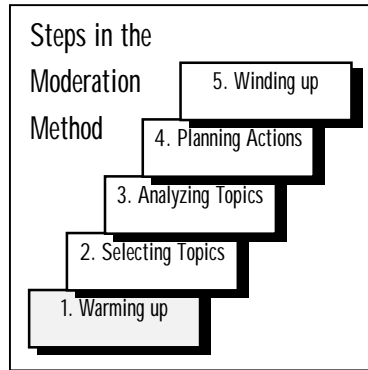 Steps in the
Moderation
Method
5. Winding up
4. Planning Actions
3. Analyzing Topics
2. Selecting Topics
1. Warming up